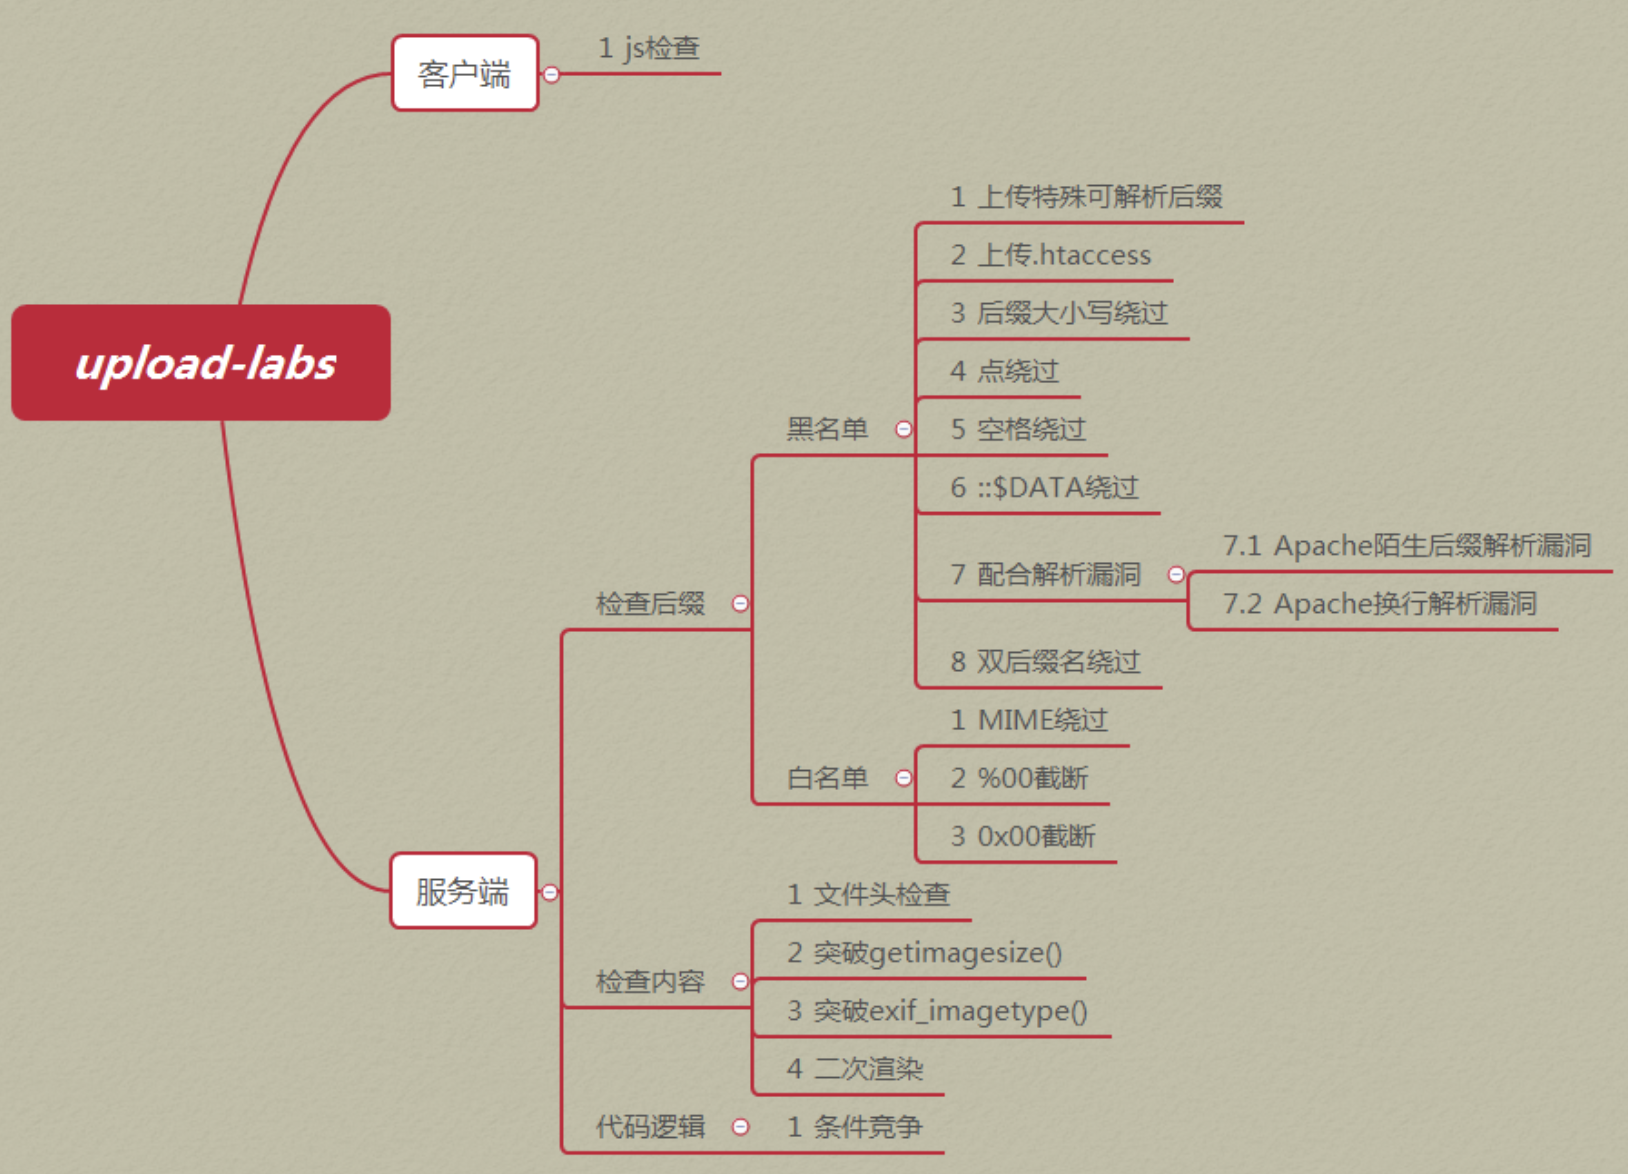 1 js检查
客户端
1 上传特殊可解析后缀
2 上传.htaccess
3 后缀大小写绕过
upload-labs
4 点绕过
黑名单
5 空格绕过
6 ::$DATA绕过
7.1 Apache陌生后缀解析漏洞
7 配合解析漏洞
7.2 Apache换行解析漏洞
检查后缀
8 双后缀名绕过
1 MIME绕过
白名单
2 %00截断
3 0x00截断
服务端
1 文件头检查
2 突破getimagesize()
检查内容
3 突破exif_imagetype()
4 二次渲染
代码逻辑
1 条件竞争